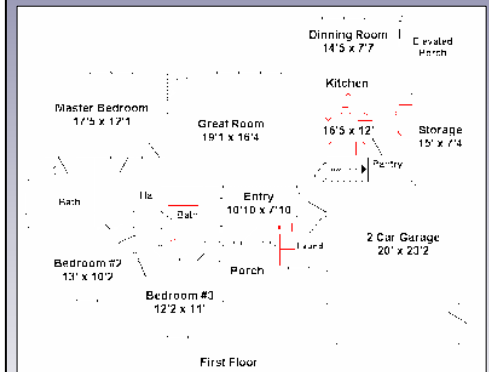 Dinning Room
14'5 x 7'7
Elevated
Porch
Kitchen
16'5 x 12'
Master Bedroom
17'5 x 12'1
Great Room
19'1 x 16'4
Storage
15' x 7'4
Pantry
Bath
Ha
Bath
Entry
10'10 x 7'10
2 Car Garage
20' x 23'2
Bedroom #2
13' x 10'2
Porch
Bedroom #3
12'2 x 11'
First Floor